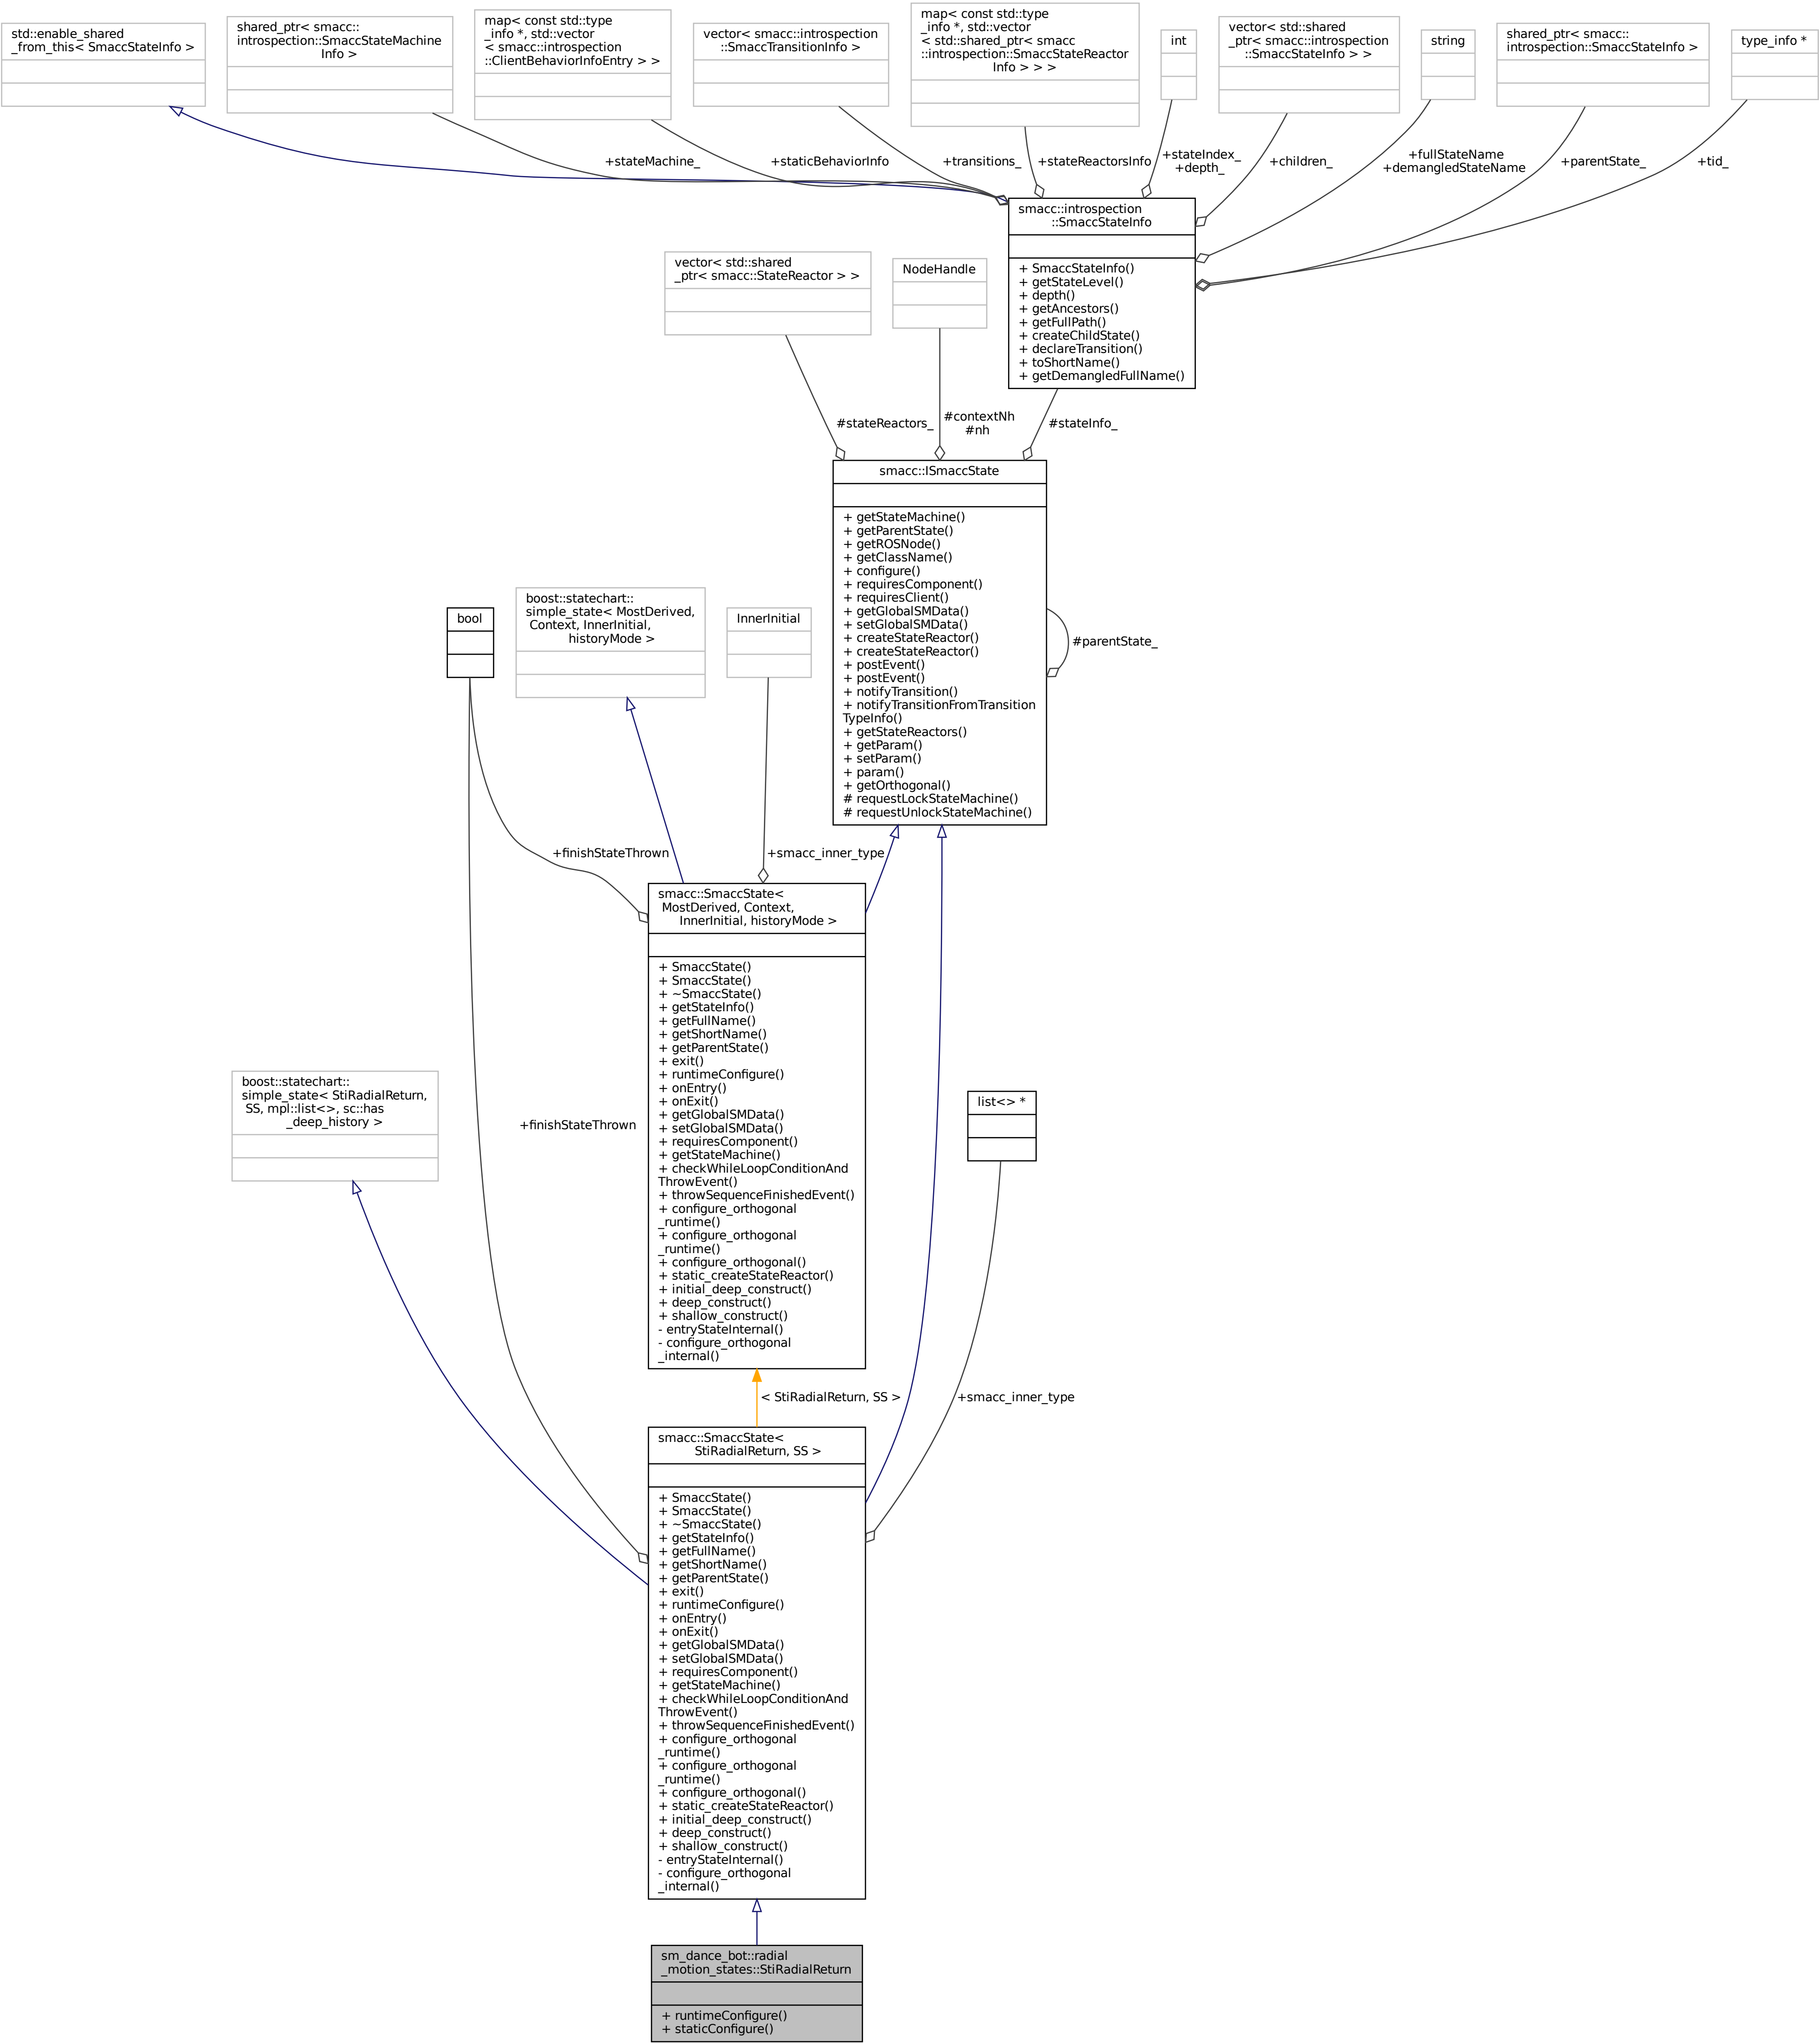 std::enable_shared
_from_this< SmaccStateInfo >
shared_ptr< smacc::
introspection::SmaccStateMachine
Info >
map< const std::type
_info *, std::vector
< smacc::introspection
::ClientBehaviorInfoEntry > >
vector< smacc::introspection
::SmaccTransitionInfo >
map< const std::type
_info *, std::vector
< std::shared_ptr< smacc
::introspection::SmaccStateReactor
Info > > >
int
vector< std::shared
_ptr< smacc::introspection
::SmaccStateInfo > >
string
shared_ptr< smacc::
introspection::SmaccStateInfo >
type_info *
+stateMachine_
+staticBehaviorInfo
+transitions_
+stateReactorsInfo
+stateIndex_
+depth_
+children_
+fullStateName
+demangledStateName
+parentState_
+tid_
smacc::introspection
::SmaccStateInfo
+ SmaccStateInfo()
+ getStateLevel()
+ depth()
+ getAncestors()
+ getFullPath()
+ createChildState()
+ declareTransition()
+ toShortName()
+ getDemangledFullName()
vector< std::shared
_ptr< smacc::StateReactor > >
NodeHandle
#stateReactors_
#contextNh
#nh
#stateInfo_
smacc::ISmaccState
+ getStateMachine()
+ getParentState()
+ getROSNode()
+ getClassName()
+ configure()
+ requiresComponent()
+ requiresClient()
+ getGlobalSMData()
+ setGlobalSMData()
+ createStateReactor()
+ createStateReactor()
+ postEvent()
+ postEvent()
+ notifyTransition()
+ notifyTransitionFromTransition
TypeInfo()
+ getStateReactors()
+ getParam()
+ setParam()
+ param()
+ getOrthogonal()
# requestLockStateMachine()
# requestUnlockStateMachine()
#parentState_
bool
boost::statechart::
simple_state< MostDerived,
Context, InnerInitial,
historyMode >
InnerInitial
+finishStateThrown
+smacc_inner_type
smacc::SmaccState<
MostDerived, Context,
InnerInitial, historyMode >
+ SmaccState()
+ SmaccState()
+ ~SmaccState()
+ getStateInfo()
+ getFullName()
+ getShortName()
+ getParentState()
+ exit()
+ runtimeConfigure()
+ onEntry()
+ onExit()
+ getGlobalSMData()
+ setGlobalSMData()
+ requiresComponent()
+ getStateMachine()
+ checkWhileLoopConditionAnd
ThrowEvent()
+ throwSequenceFinishedEvent()
+ configure_orthogonal
_runtime()
+ configure_orthogonal
_runtime()
+ configure_orthogonal()
+ static_createStateReactor()
+ initial_deep_construct()
+ deep_construct()
+ shallow_construct()
- entryStateInternal()
- configure_orthogonal
_internal()
boost::statechart::
simple_state< StiRadialReturn,
SS, mpl::list<>, sc::has
_deep_history >
+finishStateThrown
list<> *
< StiRadialReturn, SS >
+smacc_inner_type
smacc::SmaccState<
StiRadialReturn, SS >
+ SmaccState()
+ SmaccState()
+ ~SmaccState()
+ getStateInfo()
+ getFullName()
+ getShortName()
+ getParentState()
+ exit()
+ runtimeConfigure()
+ onEntry()
+ onExit()
+ getGlobalSMData()
+ setGlobalSMData()
+ requiresComponent()
+ getStateMachine()
+ checkWhileLoopConditionAnd
ThrowEvent()
+ throwSequenceFinishedEvent()
+ configure_orthogonal
_runtime()
+ configure_orthogonal
_runtime()
+ configure_orthogonal()
+ static_createStateReactor()
+ initial_deep_construct()
+ deep_construct()
+ shallow_construct()
- entryStateInternal()
- configure_orthogonal
_internal()
sm_dance_bot::radial
_motion_states::StiRadialReturn
+ runtimeConfigure()
+ staticConfigure()